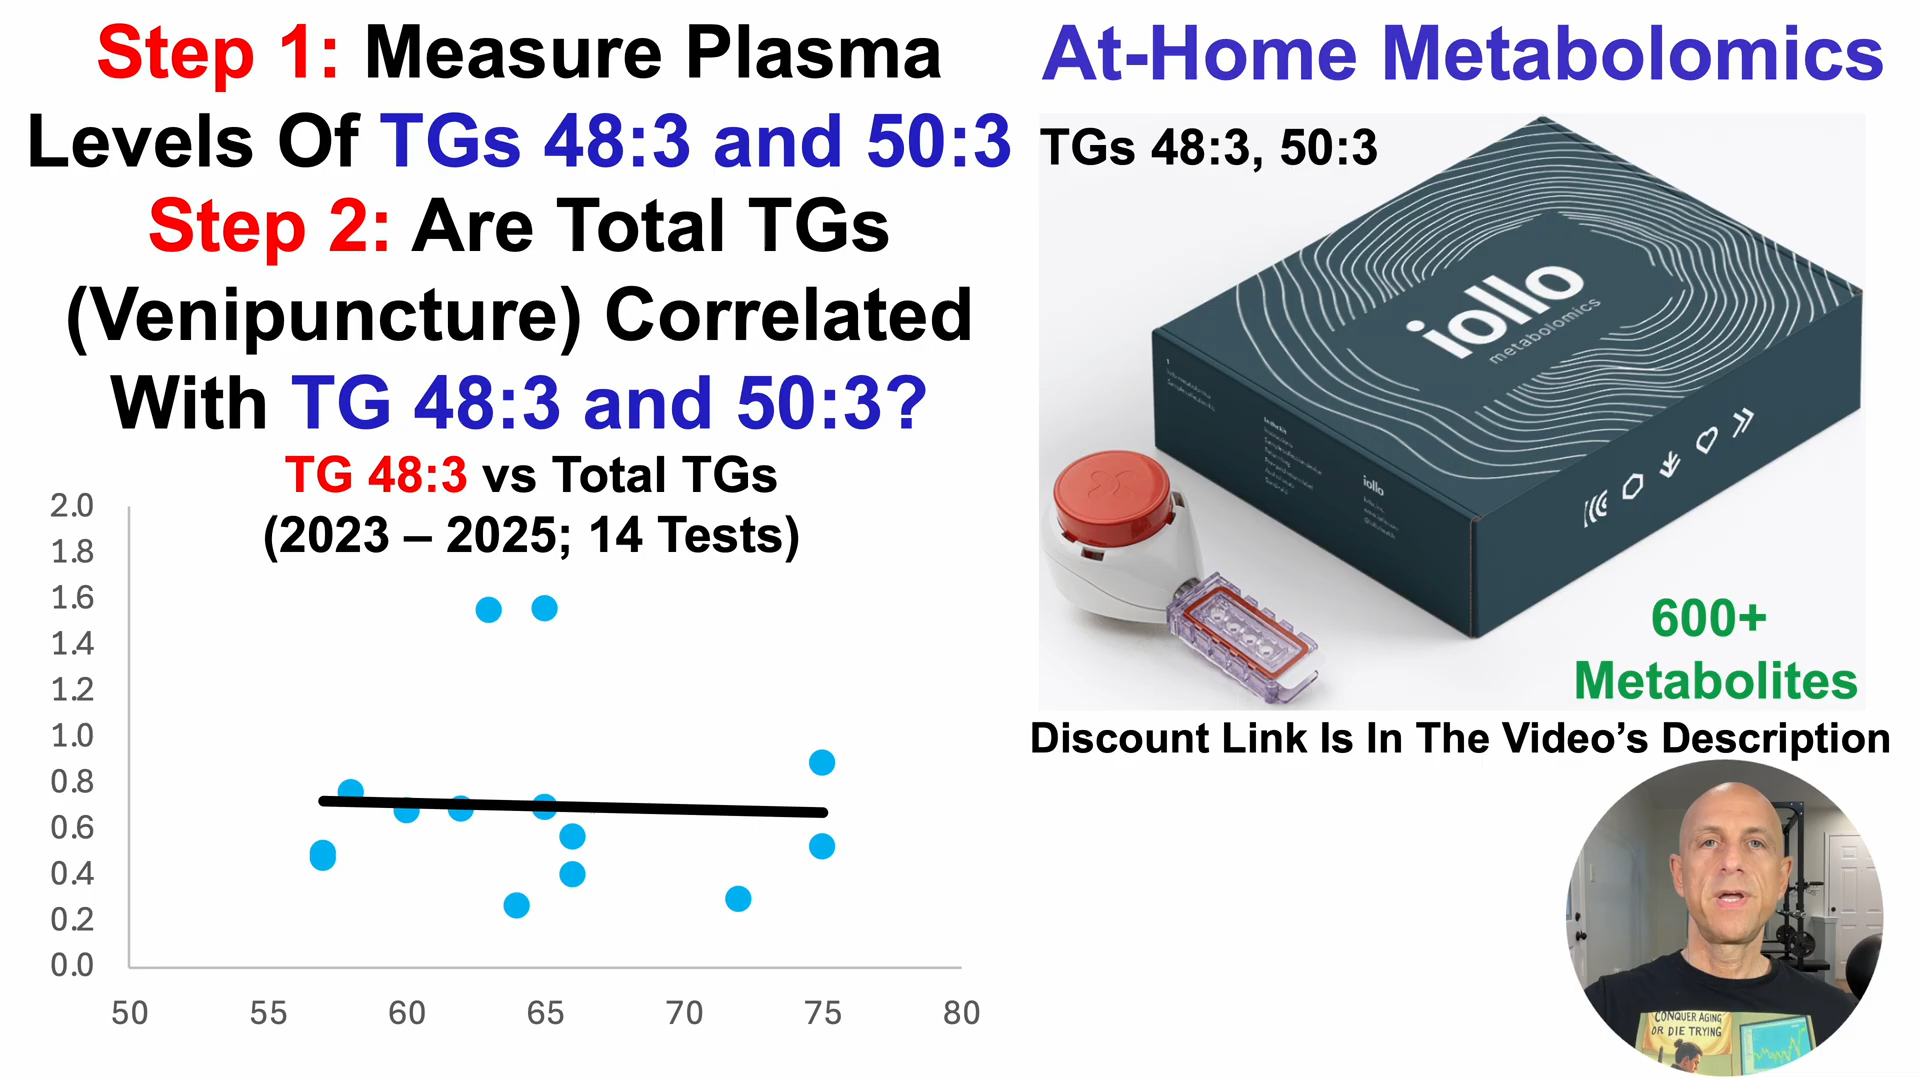 Step 1: Measure Plasma
Levels Of TGs 48:3 and 50:3
Step 2: Are Total TGs
(Venipuncture) Correlated
With TG 48:3 and 50:3?
TG 48:3 vs Total TGs
(2023 – 2025; 14 Tests)
2.0
1.8
1.6
1.4
1.2
1.0
0.8
0.6
0.4
0.2
0.0
50 55 60 65 70 75 80
At-Home Metabolomics
TGs 48:3, 50:3
iollo
metabolomics
iollo
600+
Metabolites
Discount Link Is In The Video’s Description
CONQUER AGING
OR DIE TRYING